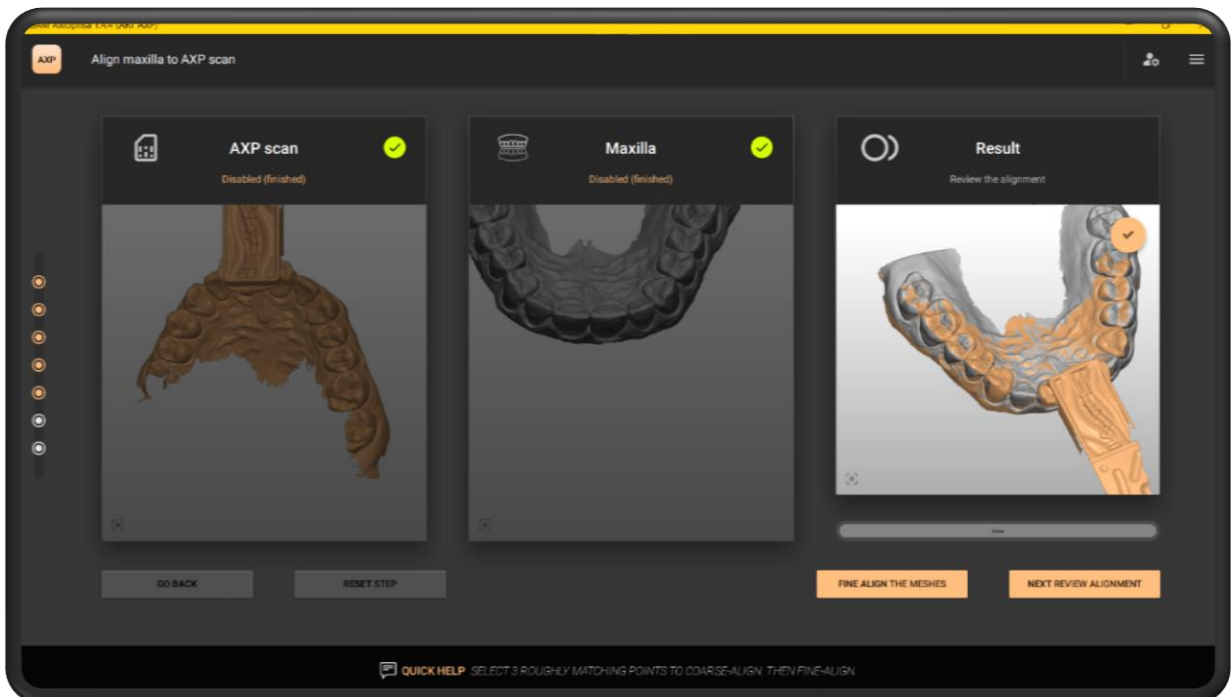 AXP
Align maxilla to AXP scan
AXP scan
Disabled (finished)
Maxilla
Disabled (finished)
Result
Review the alignment
Done
GO BACK
RESET STEP
FINE ALIGN THE MESHES
NEXT REVIEW ALIGNMENT
QUICK HELP SELECT 3 ROUGHLY MATCHING POINTS TO COARSE-ALIGN. THEN FINE-ALIGN.